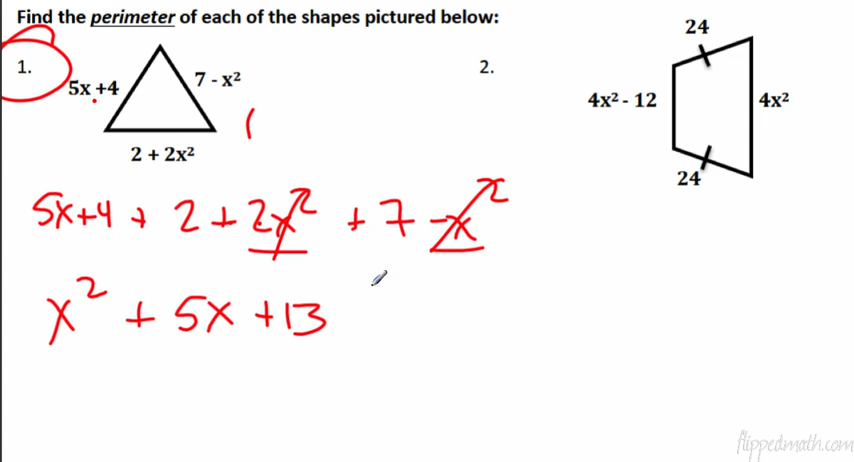 Find the perimeter of each of the shapes pictured below:
1.
5x +4
7 - x²
2 + 2x²
2.
24
4x² - 12
4x²
24
5x+4 + 2 + 2x² + 7 -x²
x² + 5x +13
flippedmath.com